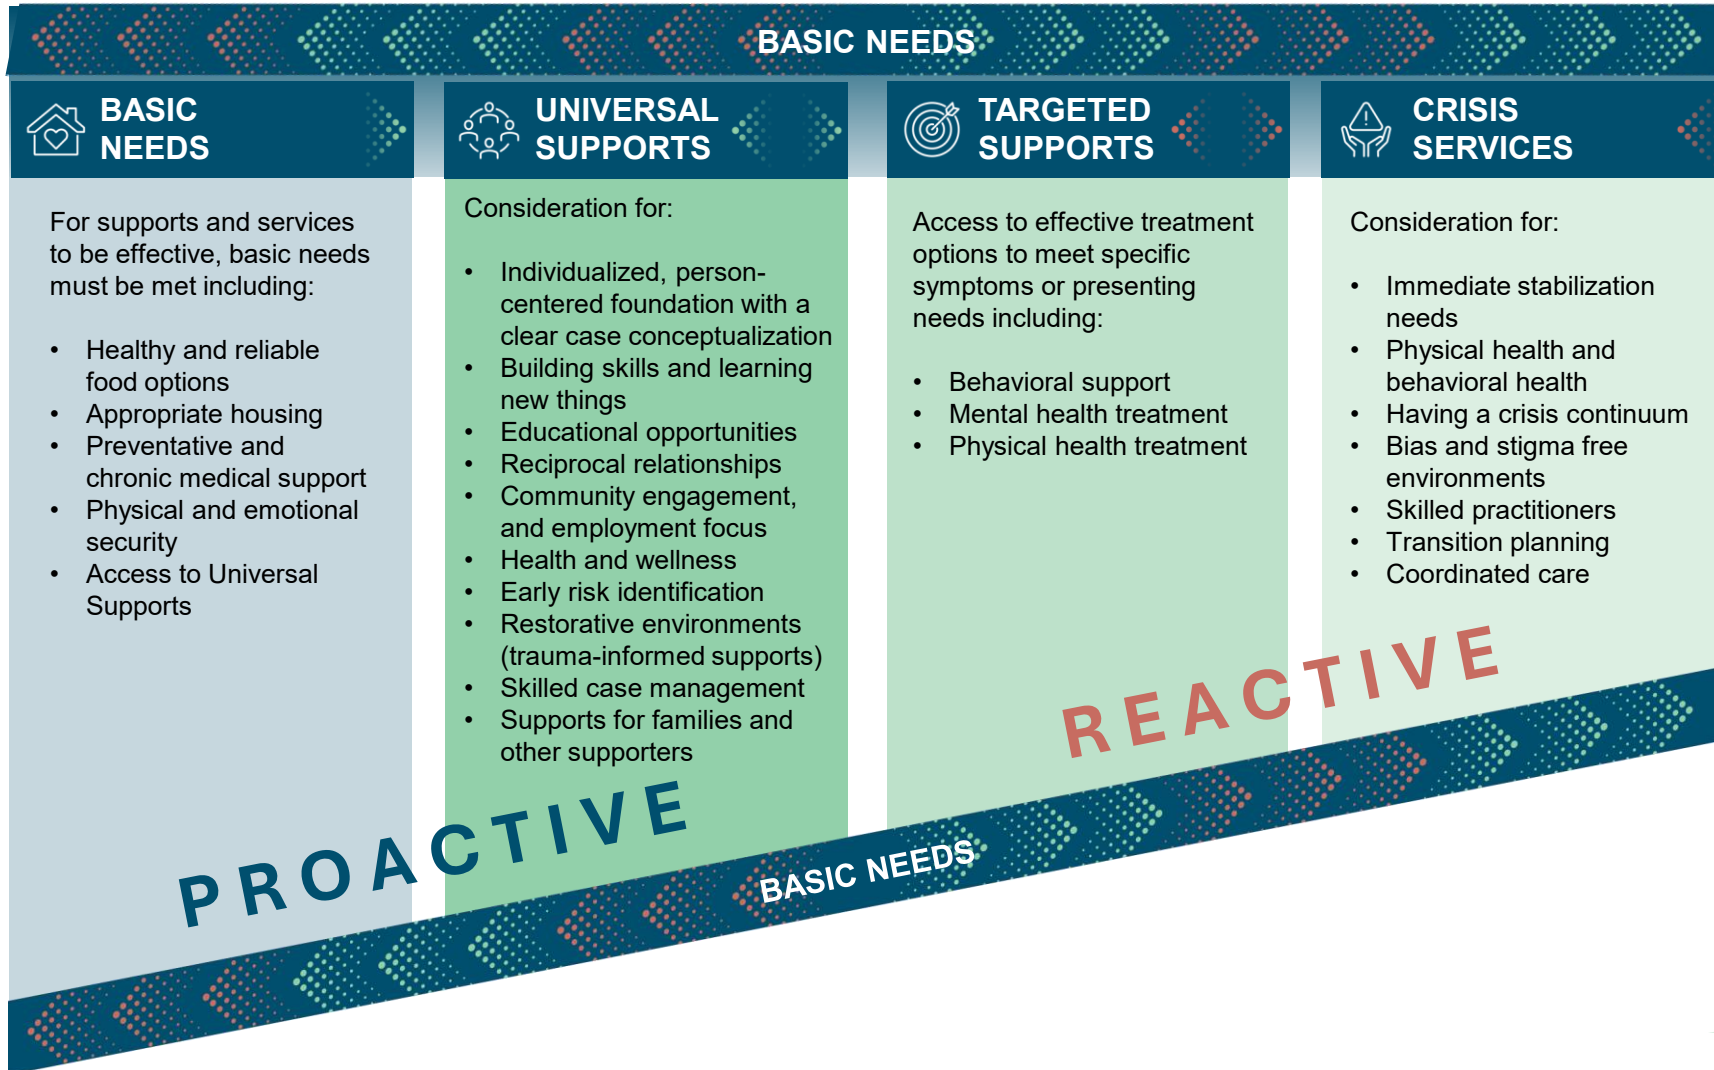 BASIC NEEDS
BASIC
NEEDS
For supports and services
to be effective, basic needs
must be met including:
• Healthy and reliable
food options
• Appropriate housing
• Preventative and
chronic medical support
• Physical and emotional
security
• Access to Universal
Supports
UNIVERSAL
SUPPORTS
Consideration for:
• Individualized, person-
centered foundation with a
clear case conceptualization
• Building skills and learning
new things
• Educational opportunities
• Reciprocal relationships
• Community engagement,
and employment focus
• Health and wellness
• Early risk identification
• Restorative environments
(trauma-informed supports)
• Skilled case management
• Supports for families and
other supporters
TARGETED
SUPPORTS
Access to effective treatment
options to meet specific
symptoms or presenting
needs including:
• Behavioral support
• Mental health treatment
• Physical health treatment
CRISIS
SERVICES
Consideration for:
• Immediate stabilization
needs
• Physical health and
behavioral health
• Having a crisis continuum
• Bias and stigma free
environments
• Skilled practitioners
• Transition planning
• Coordinated care
PROACTIVE
REACTIVE
BASIC NEEDS